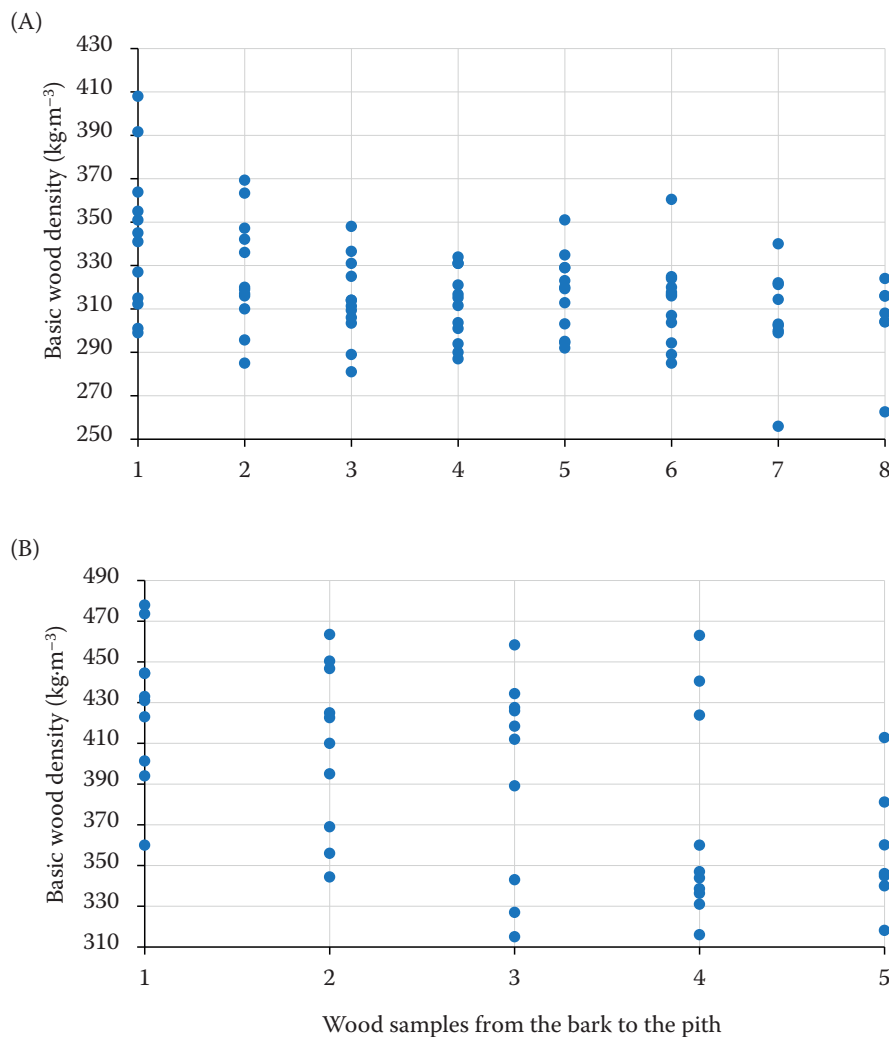 (A)
Basic wood density (kg·m⁻³)
430
410
390
370
350
330
310
290
270
250
1 2 3 4 5 6 7 8
(B)
Basic wood density (kg·m⁻³)
490
470
450
430
410
390
370
350
330
310
1 2 3 4 5
Wood samples from the bark to the pith